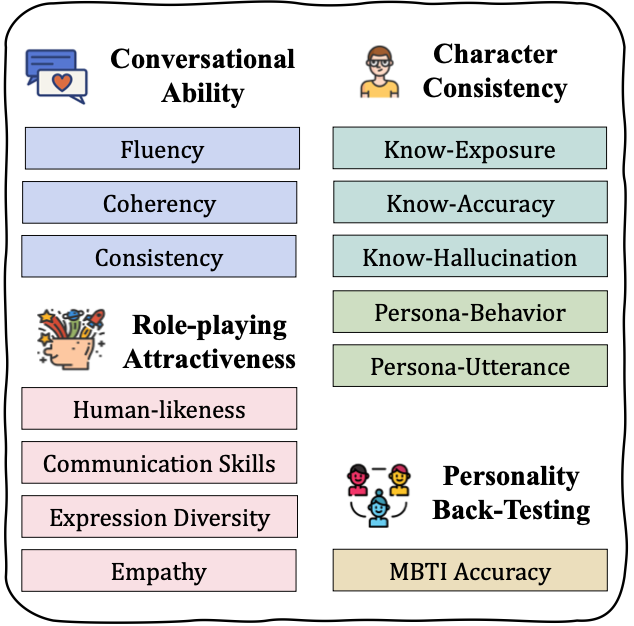 Conversational
Ability
Fluency
Coherency
Consistency
Role-playing
Attractiveness
Human-likeness
Communication Skills
Expression Diversity
Empathy
Character
Consistency
Know-Exposure
Know-Accuracy
Know-Hallucination
Persona-Behavior
Persona-Utterance
Personality
Back-Testing
MBTI Accuracy